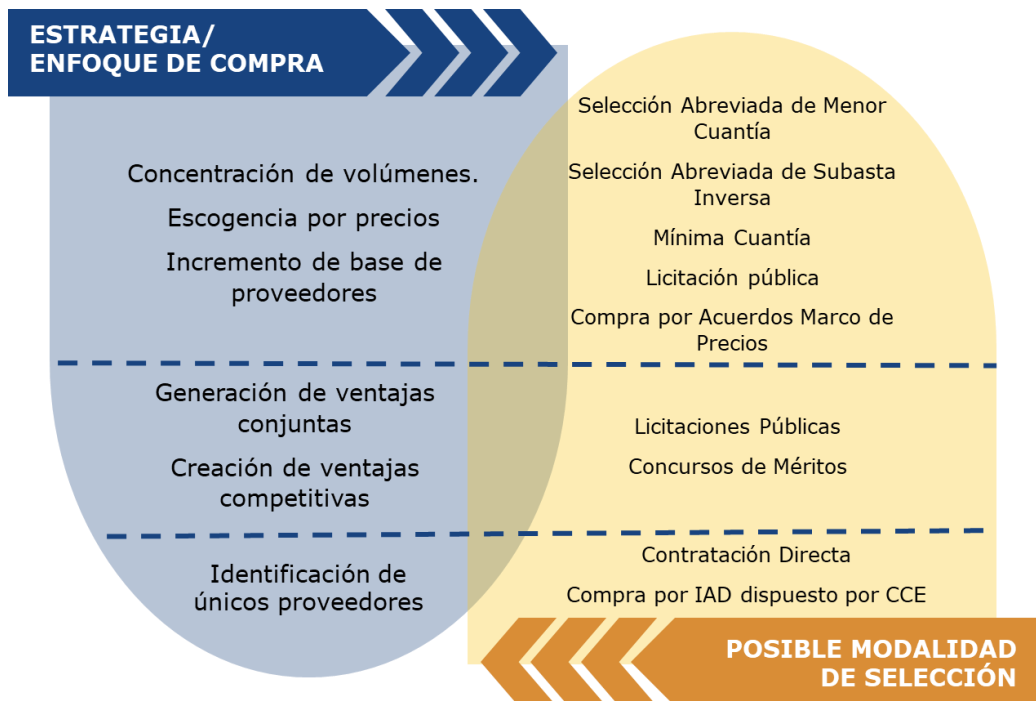 ESTRATEGIA/
ENFOQUE DE COMPRA
Concentración de volúmenes.
Escogencia por precios
Incremento de base de
proveedores
Generación de ventajas
conjuntas
Creación de ventajas
competitivas
Identificación de
únicos proveedores
Selección Abreviada de Menor
Cuantía
Selección Abreviada de Subasta
Inversa
Mínima Cuantía
Licitación pública
Compra por Acuerdos Marco de
Precios
Licitaciones Públicas
Concursos de Méritos
Contratación Directa
Compra por IAD dispuesto por CCE
POSIBLE MODALIDAD
DE SELECCIÓN